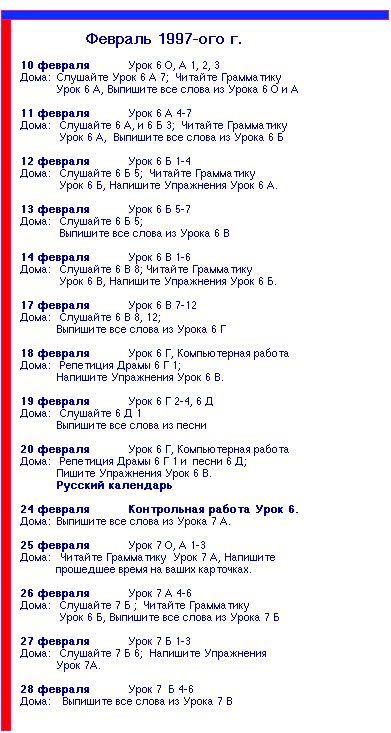 Февраль 1997-ого г.
10 февраля Урок 6 О, А 1, 2, 3
Дома: Слушайте Урок 6 А 7; Читайте Грамматику
Урок 6 А, Выпишите все слова из Урока 6 О и А
11 февраля Урок 6 А 4-7
Дома: Слушайте 6 А, и 6 Б 3; Читайте Грамматику
Урок 6 А, Выпишите все слова из Урока 6 Б
12 февраля Урок 6 Б 1-4
Дома: Слушайте 6 Б 5; Читайте Грамматику
Урок 6 Б, Напишите Упражнения Урок 6 А.
13 февраля Урок 6 Б 5-7
Дома: Слушайте 6 Б 5;
Выпишите все слова из Урока 6 В
14 февраля Урок 6 В 1-6
Дома: Слушайте 6 В 8; Читайте Грамматику
Урок 6 В, Напишите Упражнения Урок 6 Б.
17 февраля Урок 6 В 7-12
Дома: Слушайте 6 В 8, 12;
Выпишите все слова из Урока 6 Г
18 февраля Урок 6 Г, Компьютерная работа
Дома: Репетиция Драмы 6 Г 1;
Напишите Упражнения Урок 6 В.
19 февраля Урок 6 Г 2-4, 6 Д
Дома: Слушайте 6 Д 1
Выпишите все слова из песни
20 февраля Урок 6 Г, Компьютерная работа
Дома: Репетиция Драмы 6 Г 1 и песни 6 Д;
Пишите Упражнения Урок 6 В.
Русский календарь
24 февраля Контрольная работа Урок 6.
Дома: Выпишите все слова из Урока 7 А.
25 февраля Урок 7 О, А 1-3
Дома: Читайте Грамматику Урок 7 А, Напишите
прошедшее время на ваших карточках.
26 февраля Урок 7 А 4-6
Дома: Слушайте 7 Б ; Читайте Грамматику
Урок 6 Б, Выпишите все слова из Урока 7 Б
27 февраля Урок 7 Б 1-3
Дома: Слушайте 7 Б 6; Напишите Упражнения
Урок 7А.
28 февраля Урок 7 Б 4-6
Дома: Выпишите все слова из Урока 7 В